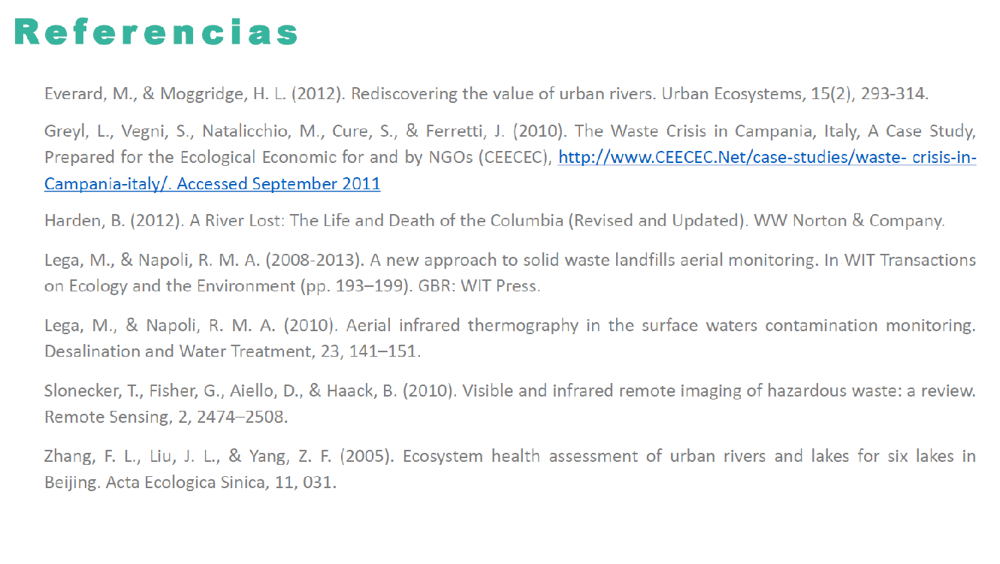 Referencias
Everard, M., & Moggridge, H. L. (2012). Rediscovering the value of urban rivers. Urban Ecosystems, 15(2), 293-314.
Greyl, L., Vegni, S., Natalicchio, M., Cure, S., & Ferretti, J. (2010). The Waste Crisis in Campania, Italy, A Case Study,
Prepared for the Ecological Economic for and by NGOs (CEECEC), http://www.CEECEC.Net/case-studies/waste- crisis-in-
Campania-italy/. Accessed September 2011
Harden, B. (2012). A River Lost: The Life and Death of the Columbia (Revised and Updated). WW Norton & Company.
Lega, M., & Napoli, R. M. A. (2008-2013). A new approach to solid waste landfills aerial monitoring. In WIT Transactions
on Ecology and the Environment (pp. 193–199). GBR: WIT Press.
Lega, M., & Napoli, R. M. A. (2010). Aerial infrared thermography in the surface waters contamination monitoring.
Desalination and Water Treatment, 23, 141–151.
Slonecker, T., Fisher, G., Aiello, D., & Haack, B. (2010). Visible and infrared remote imaging of hazardous waste: a review.
Remote Sensing, 2, 2474–2508.
Zhang, F. L., Liu, J. L., & Yang, Z. F. (2005). Ecosystem health assessment of urban rivers and lakes for six lakes in
Beijing. Acta Ecologica Sinica, 11, 031.